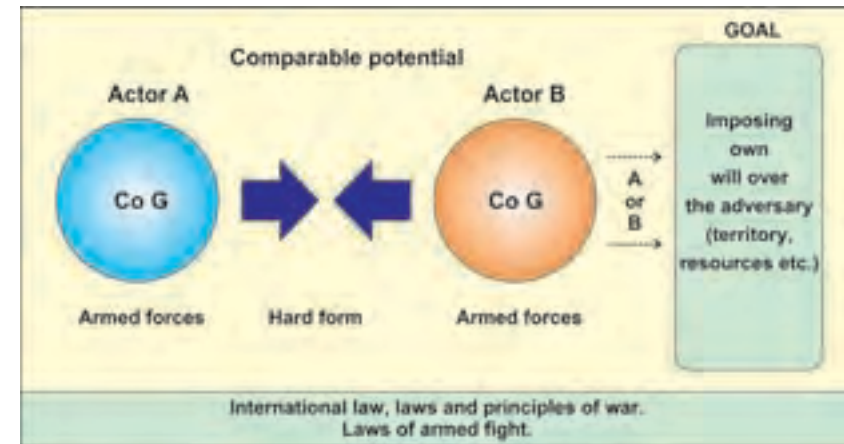 GOAL
Comparable potential
Actor A
Actor B
Co G
Co G
A
or
B
Imposing
own
will over
the adversary
(territory,
resources etc.)
Armed forces
Hard form
Armed forces
International law, laws and principles of war.
Laws of armed fight.